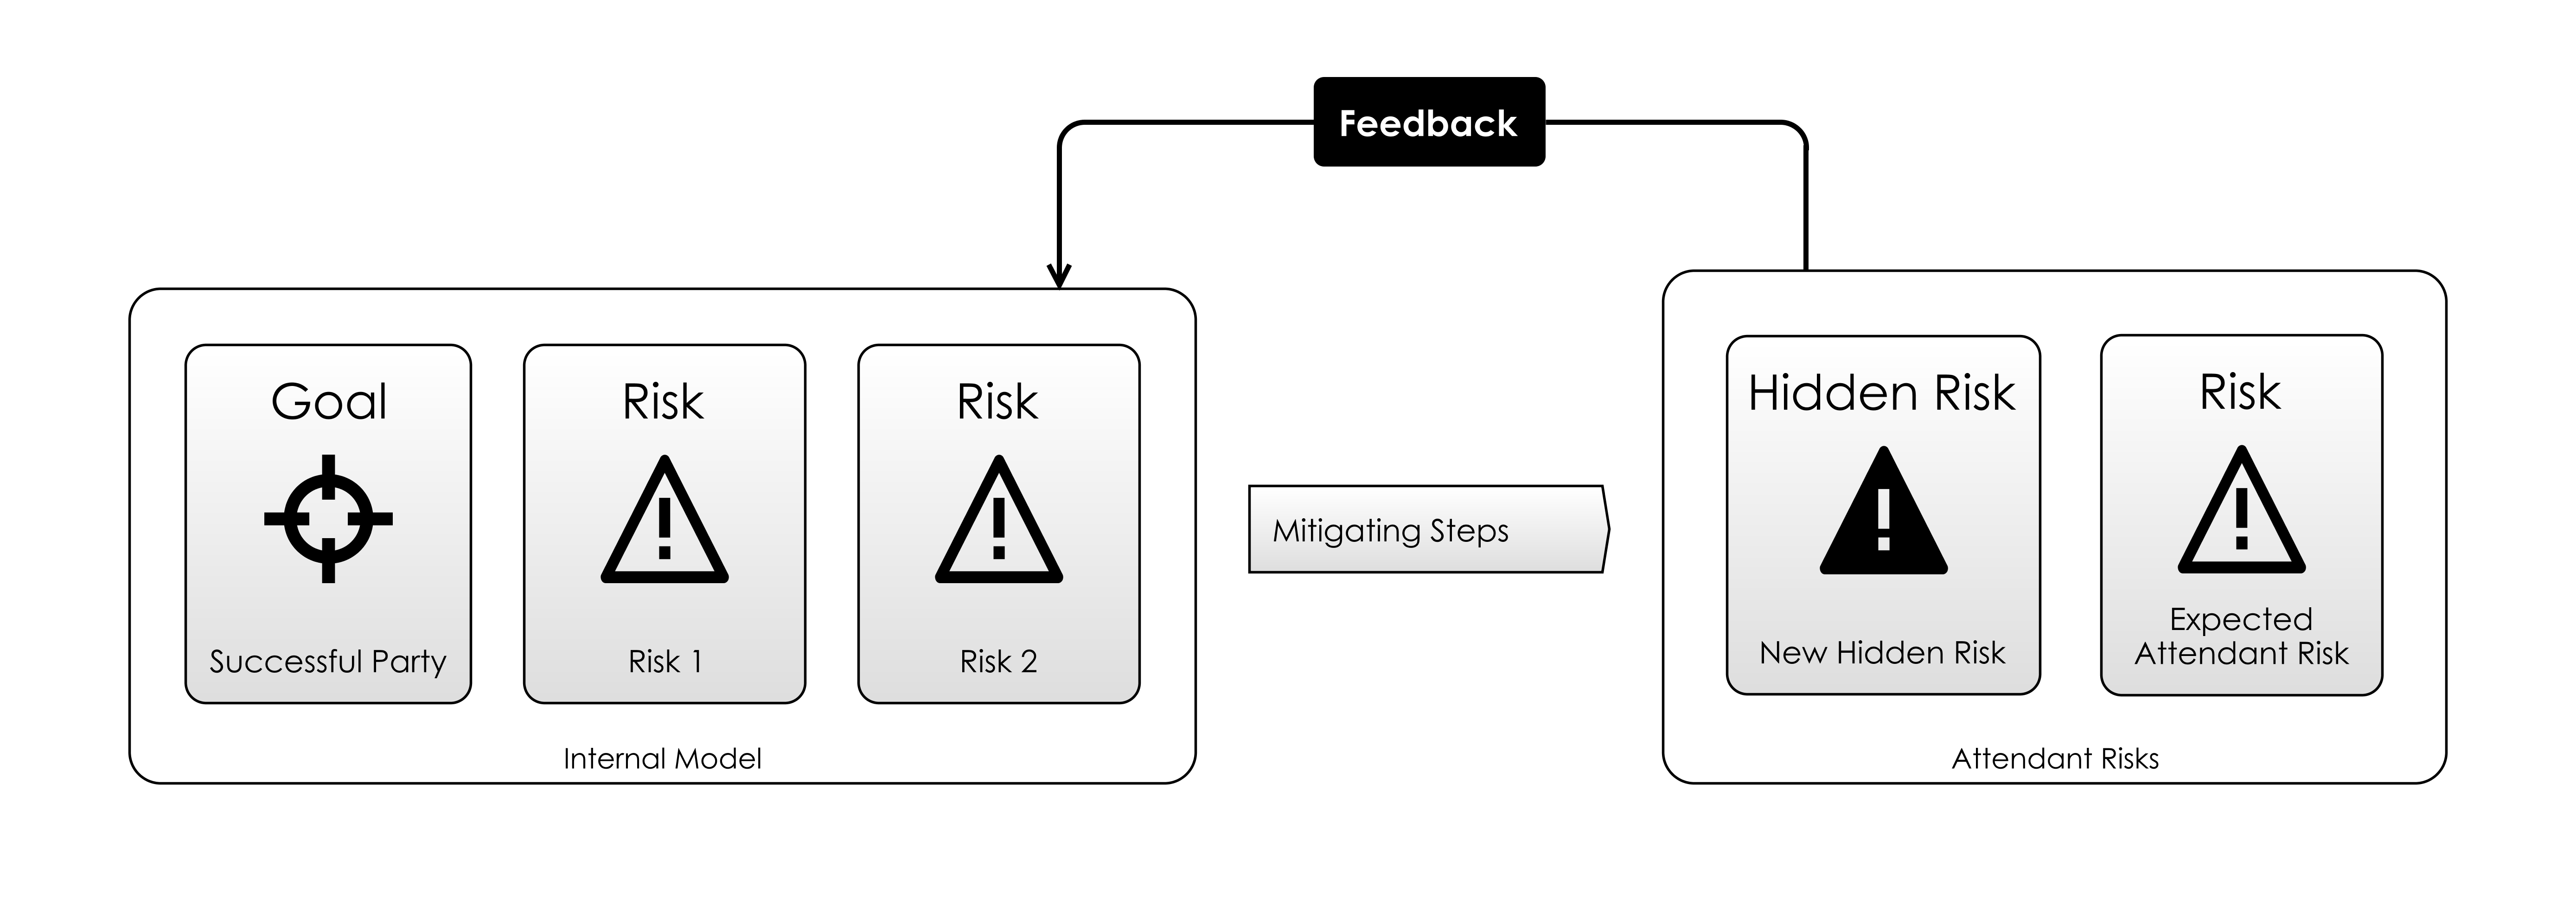 Feedback
Goal
Successful Party
Risk
Risk 1
Risk
Risk 2
Internal Model
Mitigating Steps
Hidden Risk
New Hidden Risk
Risk
Expected
Attendant Risk
Attendant Risks